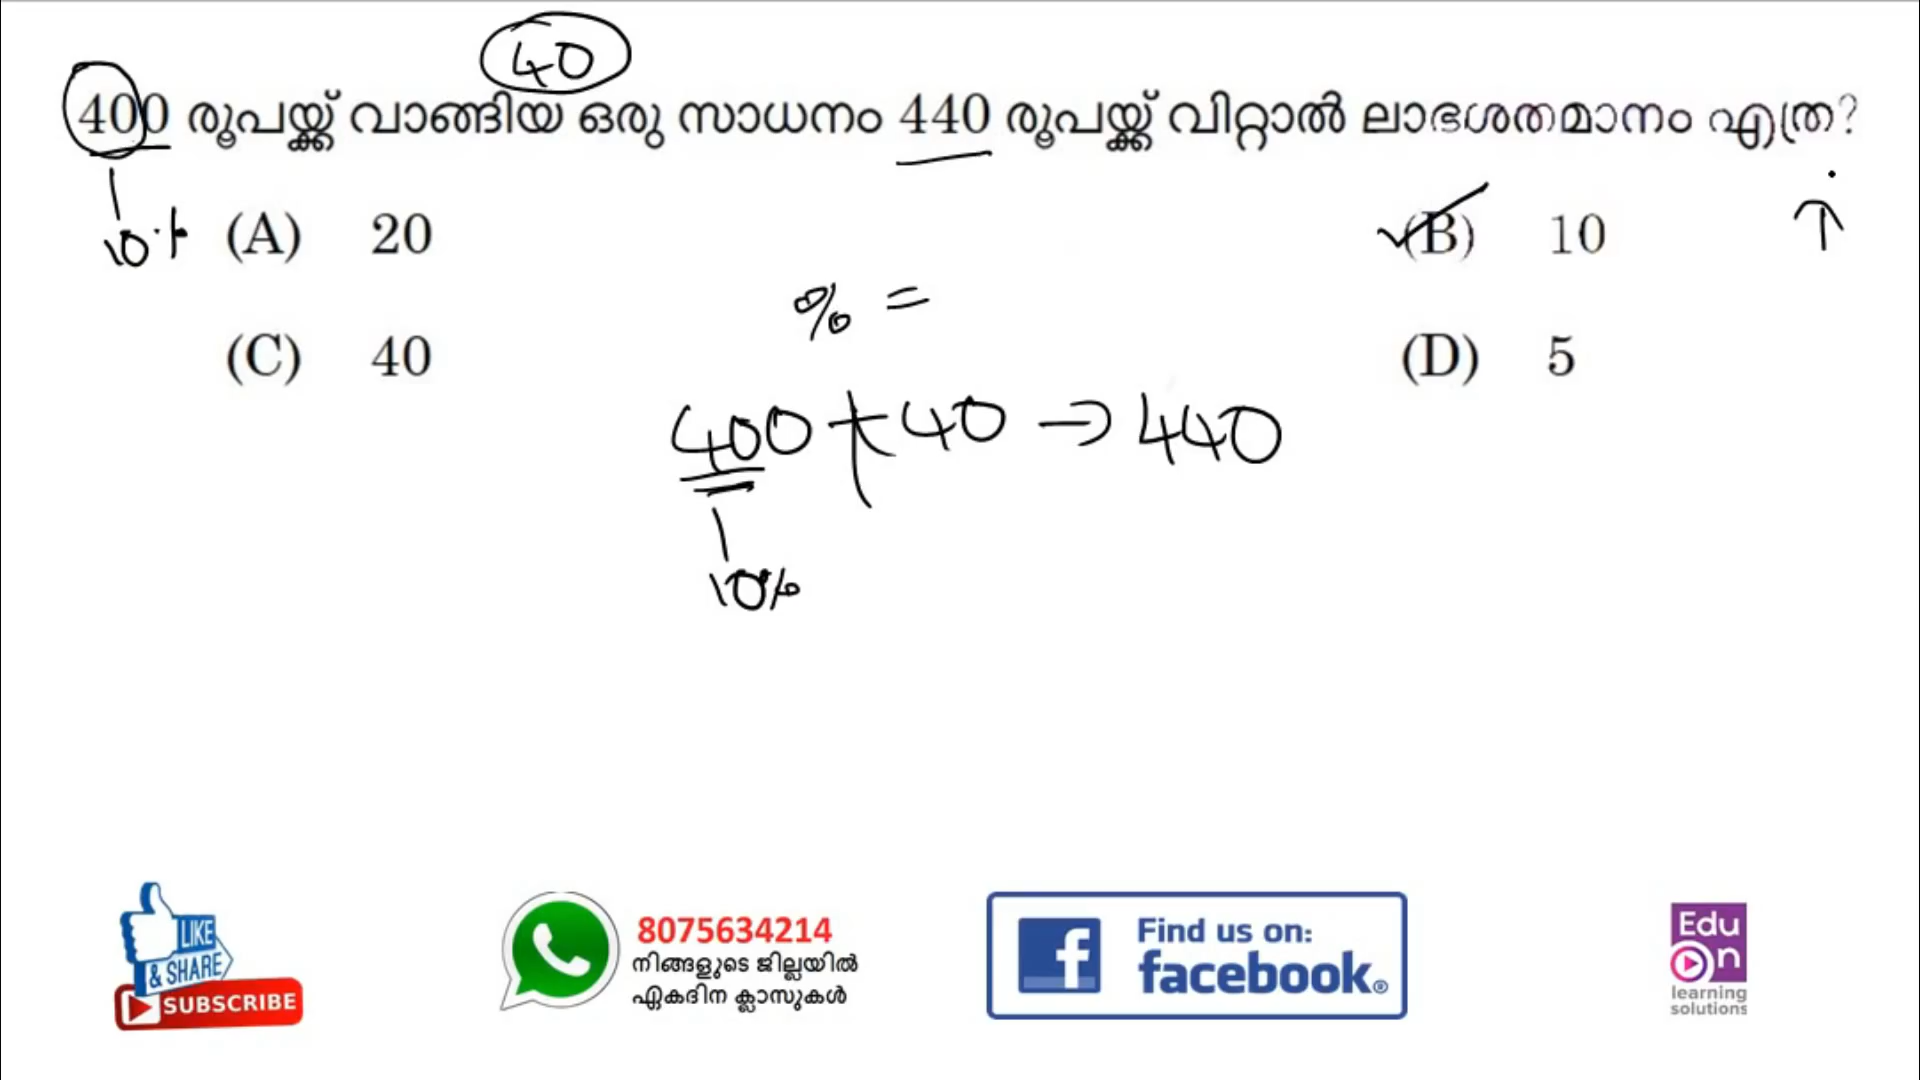 40
400 രൂപയ്ക്ക് വാങ്ങിയ ഒരു സാധനം 440 രൂപയ്ക്ക് വിറ്റാൽ ലാഭശതമാനം എത്ര?
10% (A) 20 (B) 10
% =
(C) 40 (D) 5
400 + 40 → 440
10%
LIKE
& SHARE
SUBSCRIBE
8075634214
നിങ്ങളുടെ ജില്ലയിൽ
ഏകദിന ക്ലാസുകൾ
Find us on:
facebook®
Edu
On
learning
solutions